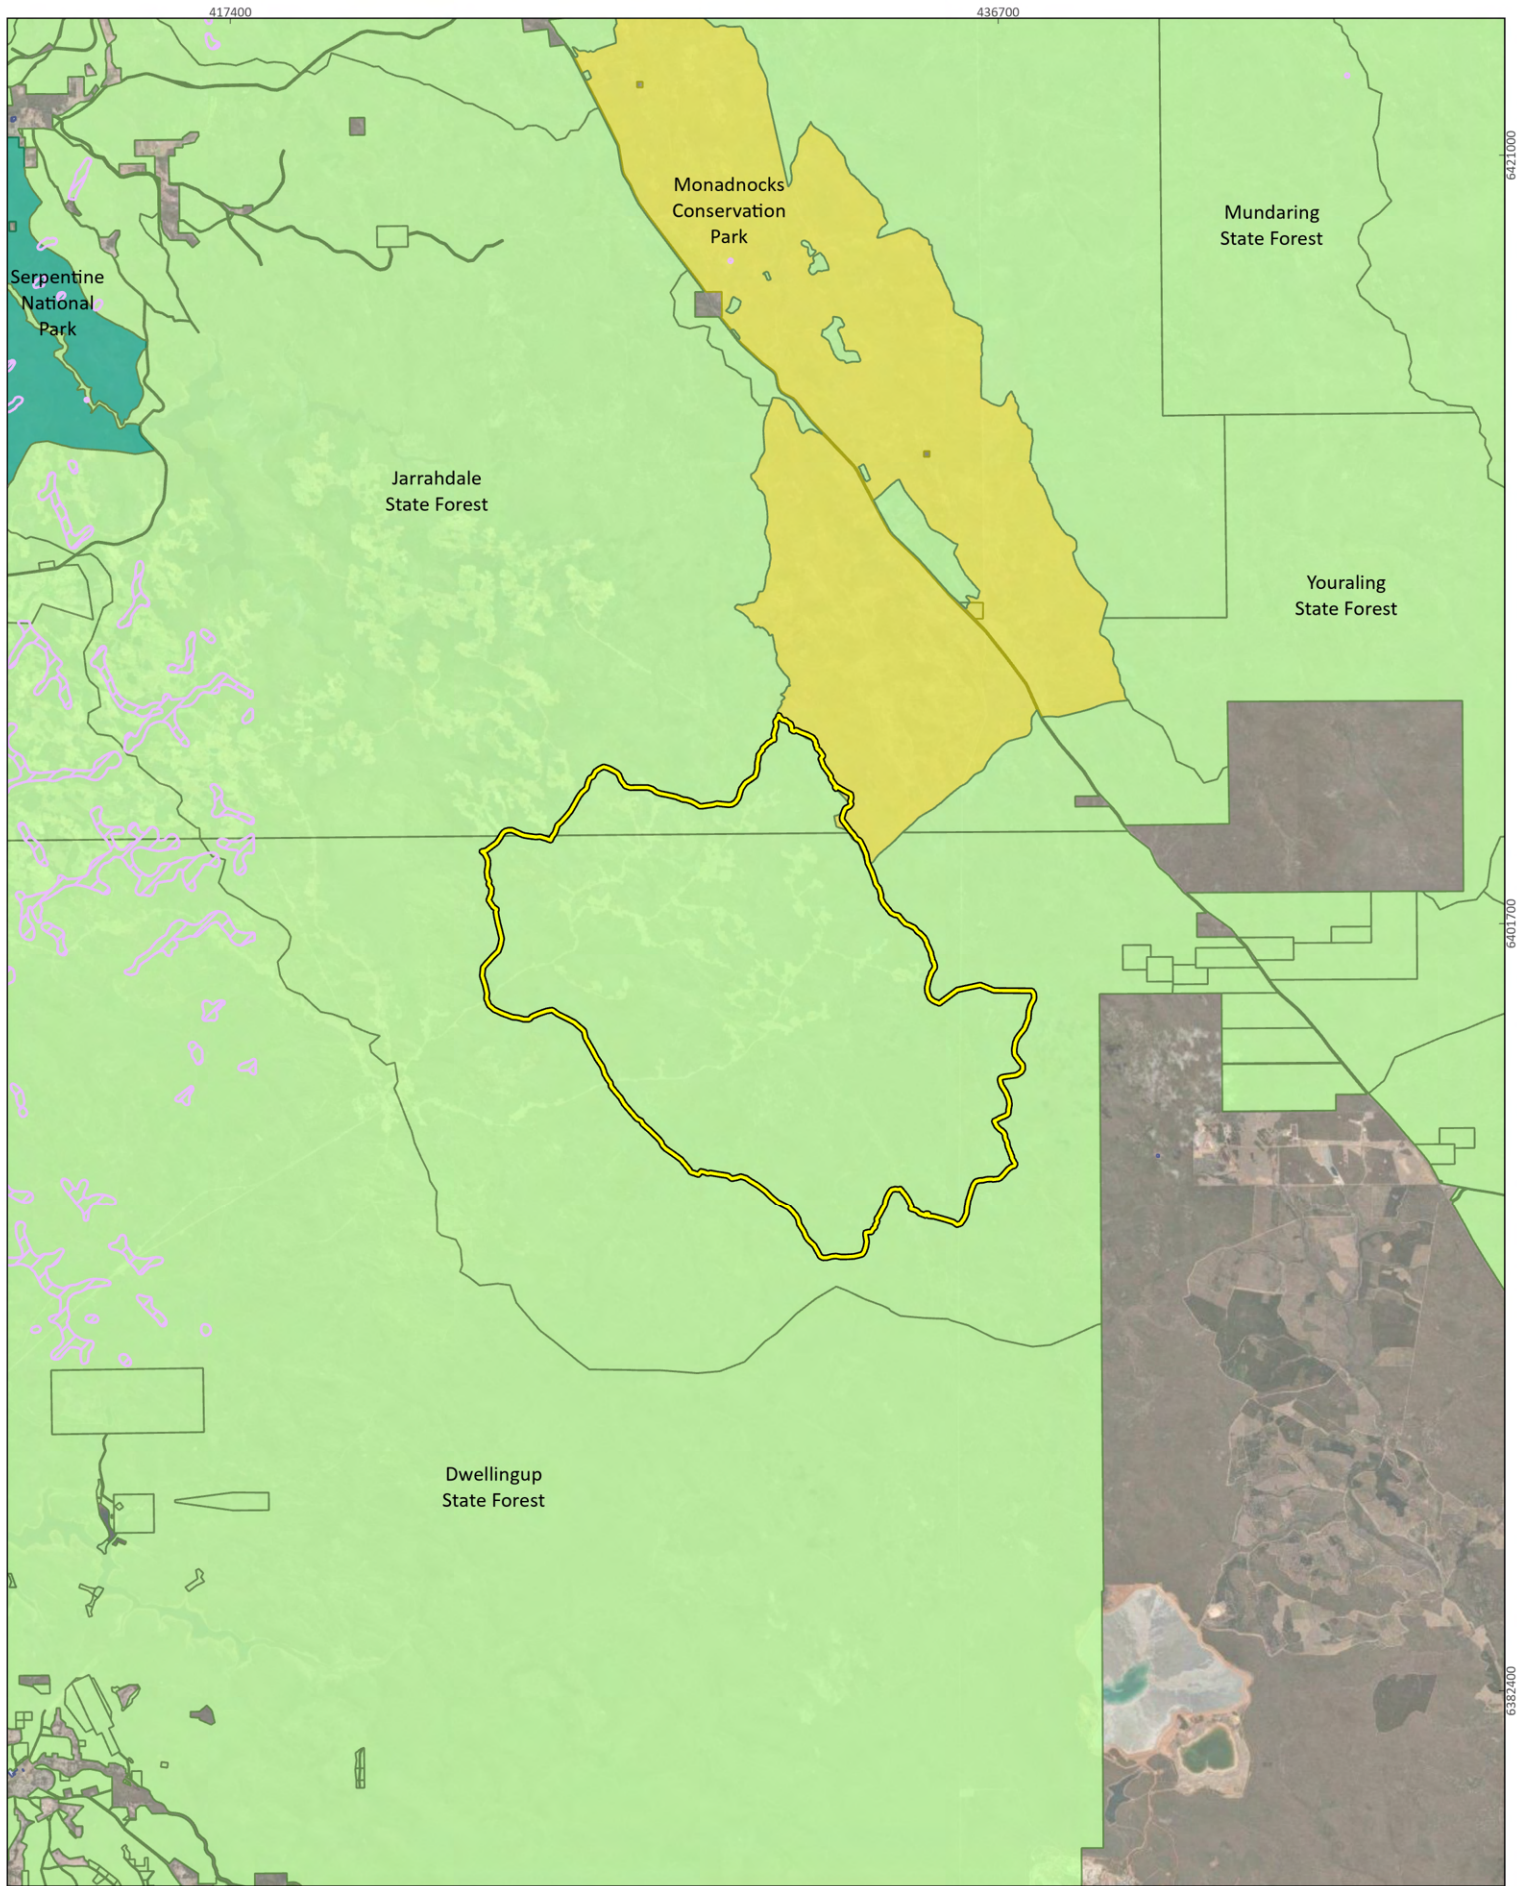 417400
436700
6421000
Monadnocks
Conservation
Park
Mundaring
State Forest
Serpentine
National
Park
Jarrahdale
State Forest
Youraling
State Forest
6401700
Dwellingup
State Forest
6382400